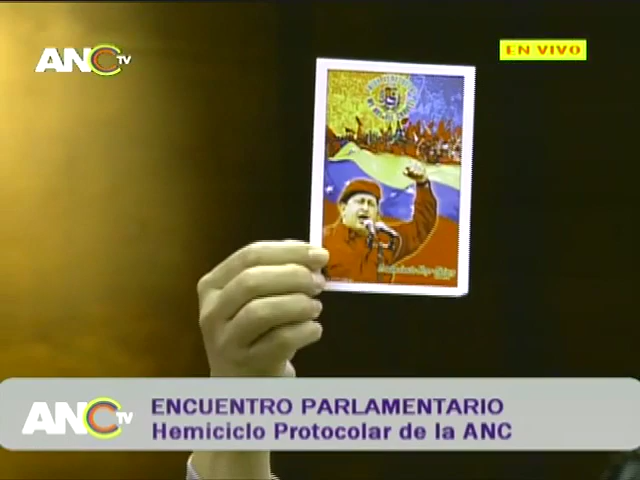 ANC TV
EN VIVO
ANC TV
ENCUENTRO PARLAMENTARIO
Hemiciclo Protocolar de la ANC